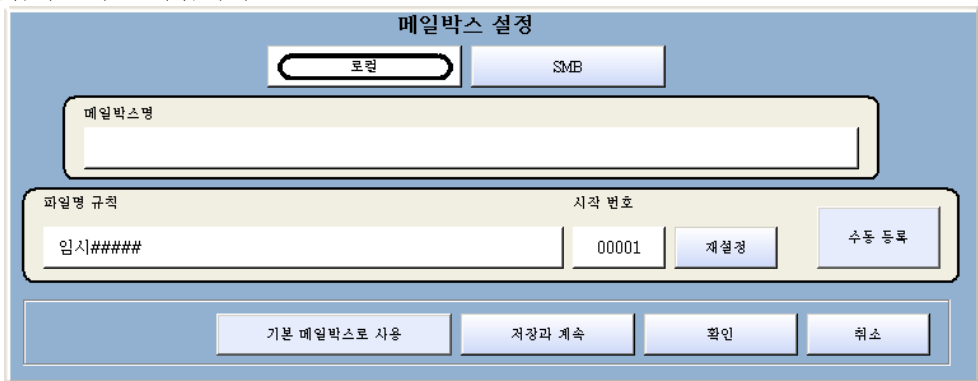 메일박스 설정
로컬 SMB
메일박스명
파일명 규칙 시작 번호
임시##### 00001 재설정 수동 등록
기본 메일박스로 사용 저장과 계속 확인 취소